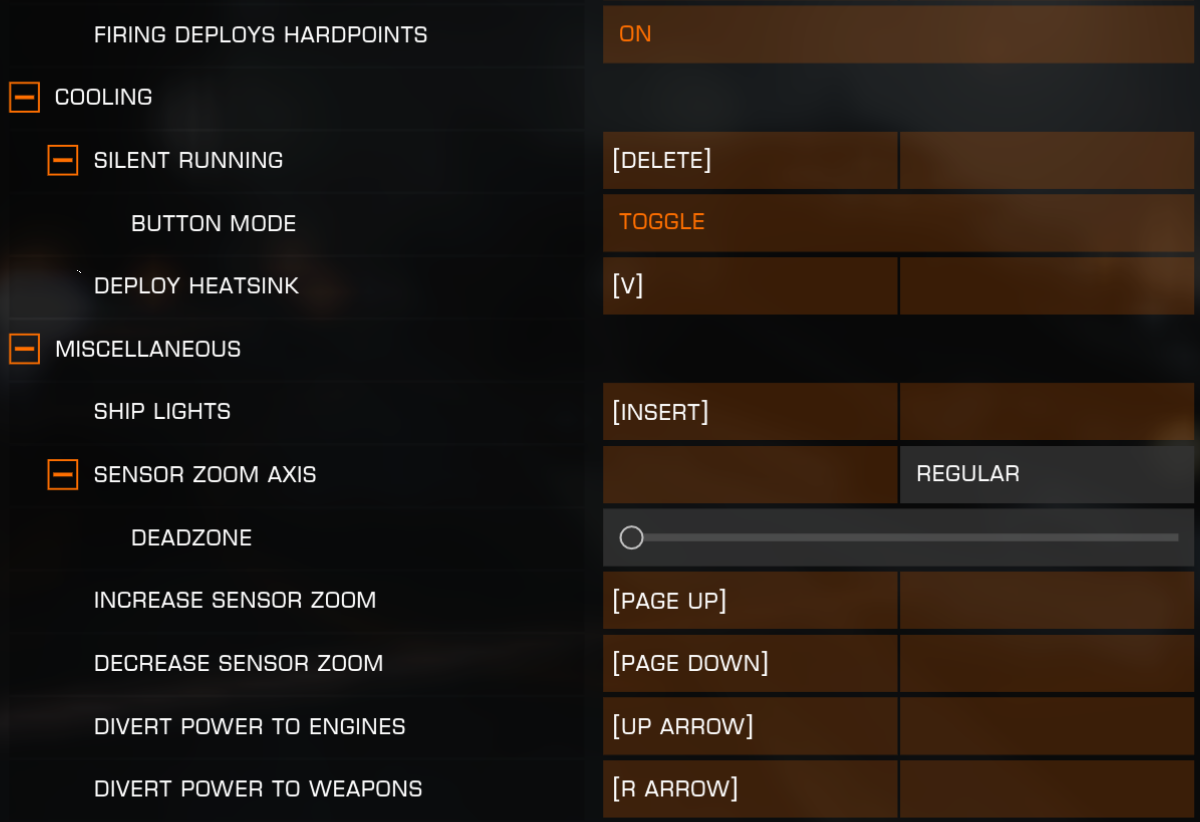 FIRING DEPLOYS HARDPOINTS ON
COOLING
SILENT RUNNING [DELETE]
BUTTON MODE TOGGLE
DEPLOY HEATSINK [V]
MISCELLANEOUS
SHIP LIGHTS [INSERT]
SENSOR ZOOM AXIS REGULAR
DEADZONE
INCREASE SENSOR ZOOM [PAGE UP]
DECREASE SENSOR ZOOM [PAGE DOWN]
DIVERT POWER TO ENGINES [UP ARROW]
DIVERT POWER TO WEAPONS [R ARROW]